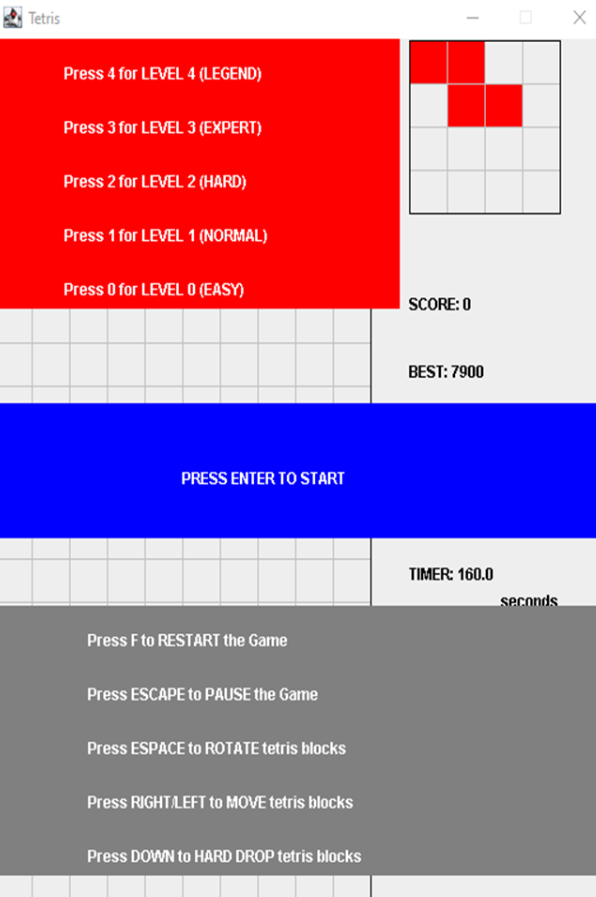 Tetris
Press 4 for LEVEL 4 (LEGEND)
Press 3 for LEVEL 3 (EXPERT)
Press 2 for LEVEL 2 (HARD)
Press 1 for LEVEL 1 (NORMAL)
Press 0 for LEVEL 0 (EASY)
SCORE: 0
BEST: 7900
PRESS ENTER TO START
TIMER: 160.0
seconds
Press F to RESTART the Game
Press ESCAPE to PAUSE the Game
Press ESPACE to ROTATE tetris blocks
Press RIGHT/LEFT to MOVE tetris blocks
Press DOWN to HARD DROP tetris blocks